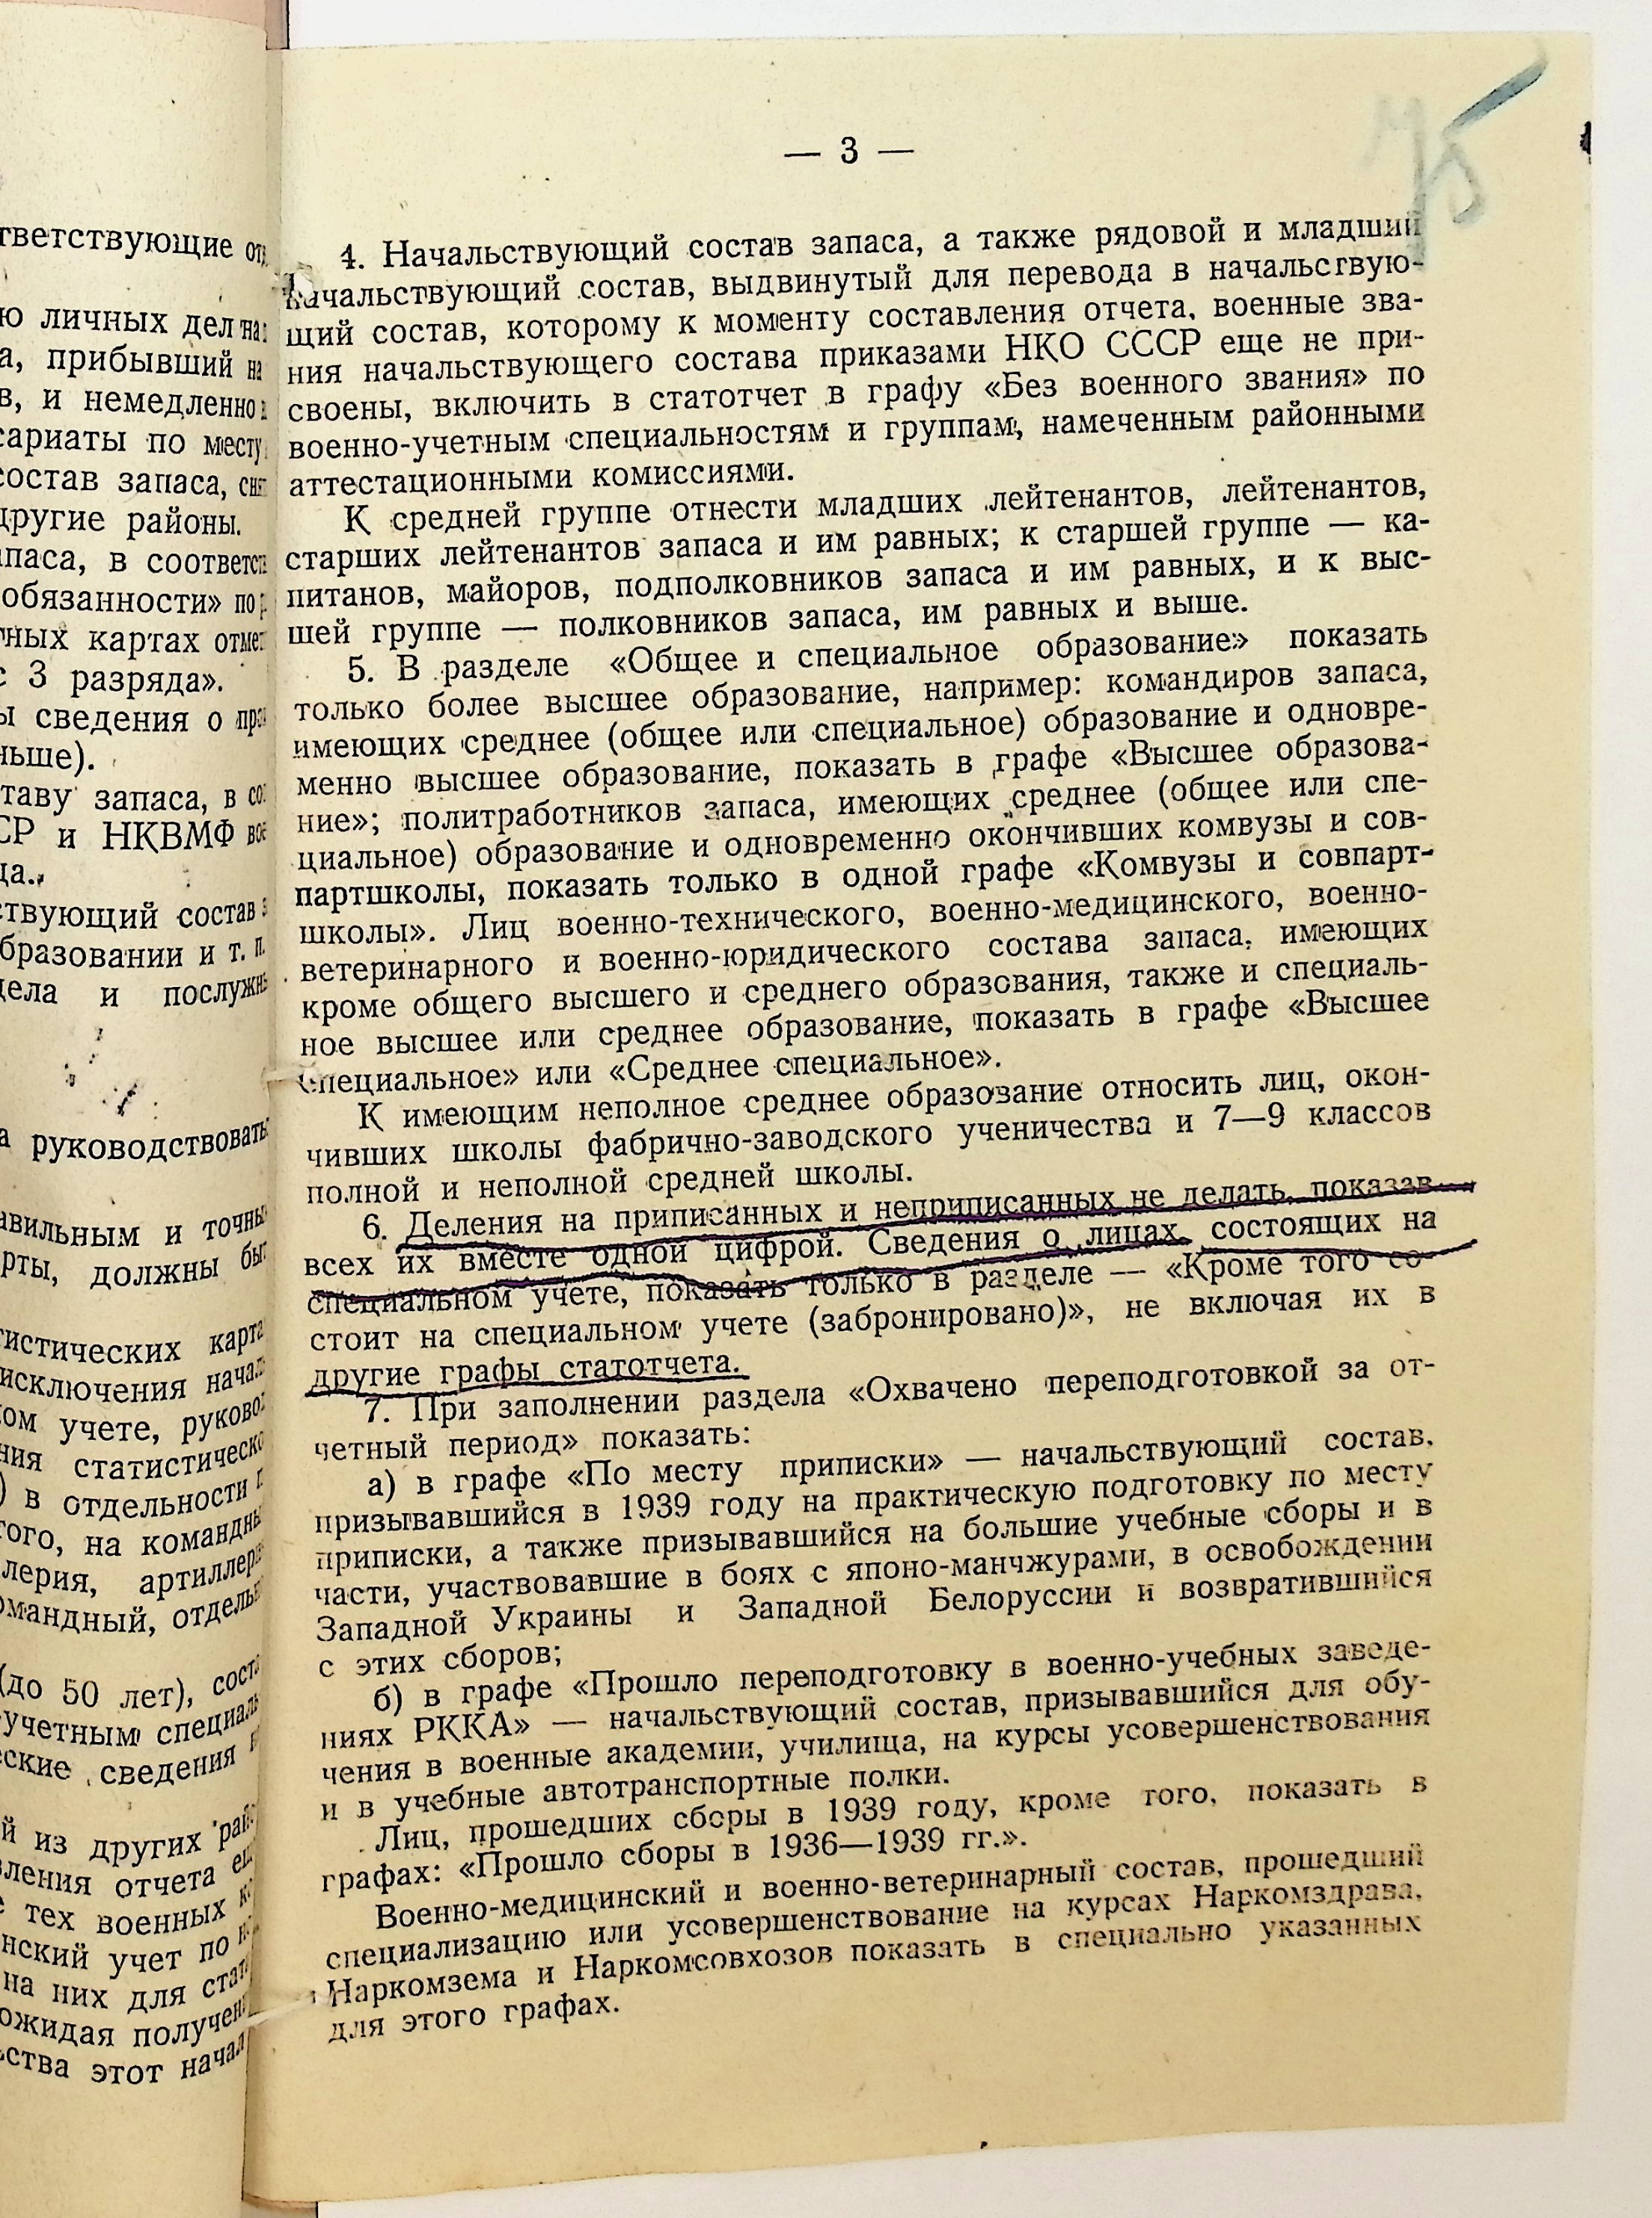 — 3 —
4. Начальствующий состав запаса, а также рядовой и младший
начальствующий состав, выдвинутый для перевода в начальствую-
щий состав, которому к моменту составления отчета, военные зва-
ния начальствующего состава приказами НКО СССР еще не при-
своены, включить в статотчет в графу «Без военного звания» по
военно-учетным специальностям и группам, намеченным районными
аттестационными комиссиями.
К средней группе отнести младших лейтенантов, лейтенантов,
старших лейтенантов запаса и им равных; к старшей группе — ка-
питанов, майоров, подполковников запаса и им равных, и к выс-
шей группе — полковников запаса, им равных и выше.
5. В разделе «Общее и специальное образование» показать
только более высшее образование, например: командиров запаса,
имеющих среднее (общее или специальное) образование и одновре-
менно высшее образование, показать в графе «Высшее образова-
ние»; политработников запаса, имеющих среднее (общее или спе-
циальное) образование и одновременно окончивших комвузы и сов-
партшколы, показать только в одной графе «Комвузы и совпарт-
школы». Лиц военно-технического, военно-медицинского, военно-
ветеринарного и военно-юридического состава запаса, имеющих
кроме общего высшего и среднего образования, также и специаль-
ное высшее или среднее образование, показать в графе «Высшее
специальное» или «Среднее специальное».
К имеющим неполное среднее образование относить лиц, окон-
чивших школы фабрично-заводского ученичества и 7—9 классов
полной и неполной средней школы.
6. Деления на приписанных и неприписанных не делать, показав
всех их вместе одной цифрой. Сведения о лицах, состоящих на
специальном учете, показать только в разделе — «Кроме того со-
стоит на специальном учете (забронировано)», не включая их в
другие графы статотчета.
7. При заполнении раздела «Охвачено переподготовкой за от-
четный период» показать:
а) в графе «По месту приписки» — начальствующий состав,
призывавшийся в 1939 году на практическую подготовку по месту
приписки, а также призывавшийся на большие учебные сборы и в
части, участвовавшие в боях с японо-манчжурами, в освобождении
Западной Украины и Западной Белоруссии и возвратившийся
с этих сборов;
б) в графе «Прошло переподготовку в военно-учебных заведе-
ниях РККА» — начальствующий состав, призывавшийся для обу-
чения в военные академии, училища, на курсы усовершенствования
и в учебные автотранспортные полки.
Лиц, прошедших сборы в 1939 году, кроме того, показать в
графах: «Прошло сборы в 1936—1939 гг.».
Военно-медицинский и военно-ветеринарный состав, прошедший
специализацию или усовершенствование на курсах Наркомздрава,
Наркомзема и Наркомсовхозов показать в специально указанных
для этого графах.